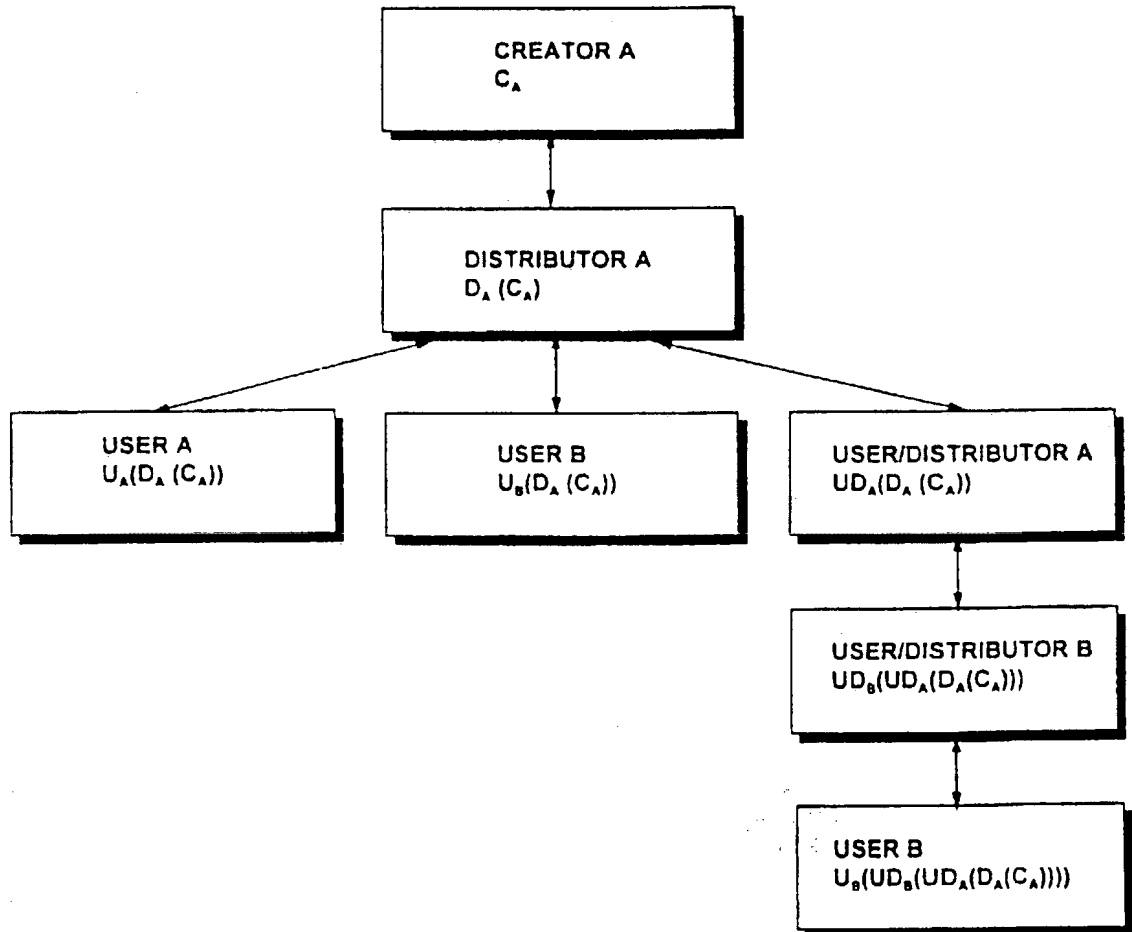 CREATOR A
C_A
DISTRIBUTOR A
D_A (C_A)
USER A
U_A(D_A (C_A))
USER B
U_B(D_A (C_A))
USER/DISTRIBUTOR A
UD_A(D_A (C_A))
USER/DISTRIBUTOR B
UD_B(UD_A(D_A(C_A)))
USER B
U_B(UD_B(UD_A(D_A(C_A))))